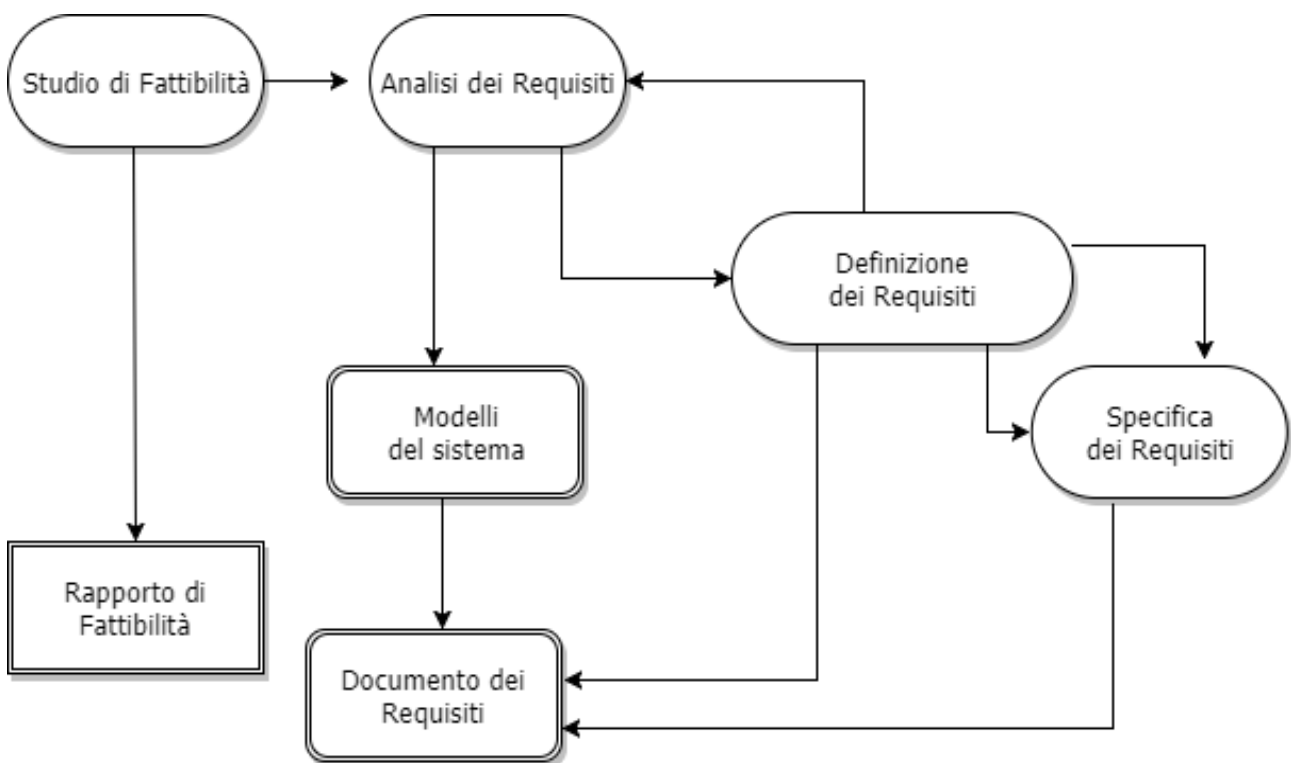 Studio di Fattibilità
Analisi dei Requisiti
Definizione
dei Requisiti
Modelli
del sistema
Specifica
dei Requisiti
Rapporto di
Fattibilità
Documento dei
Requisiti